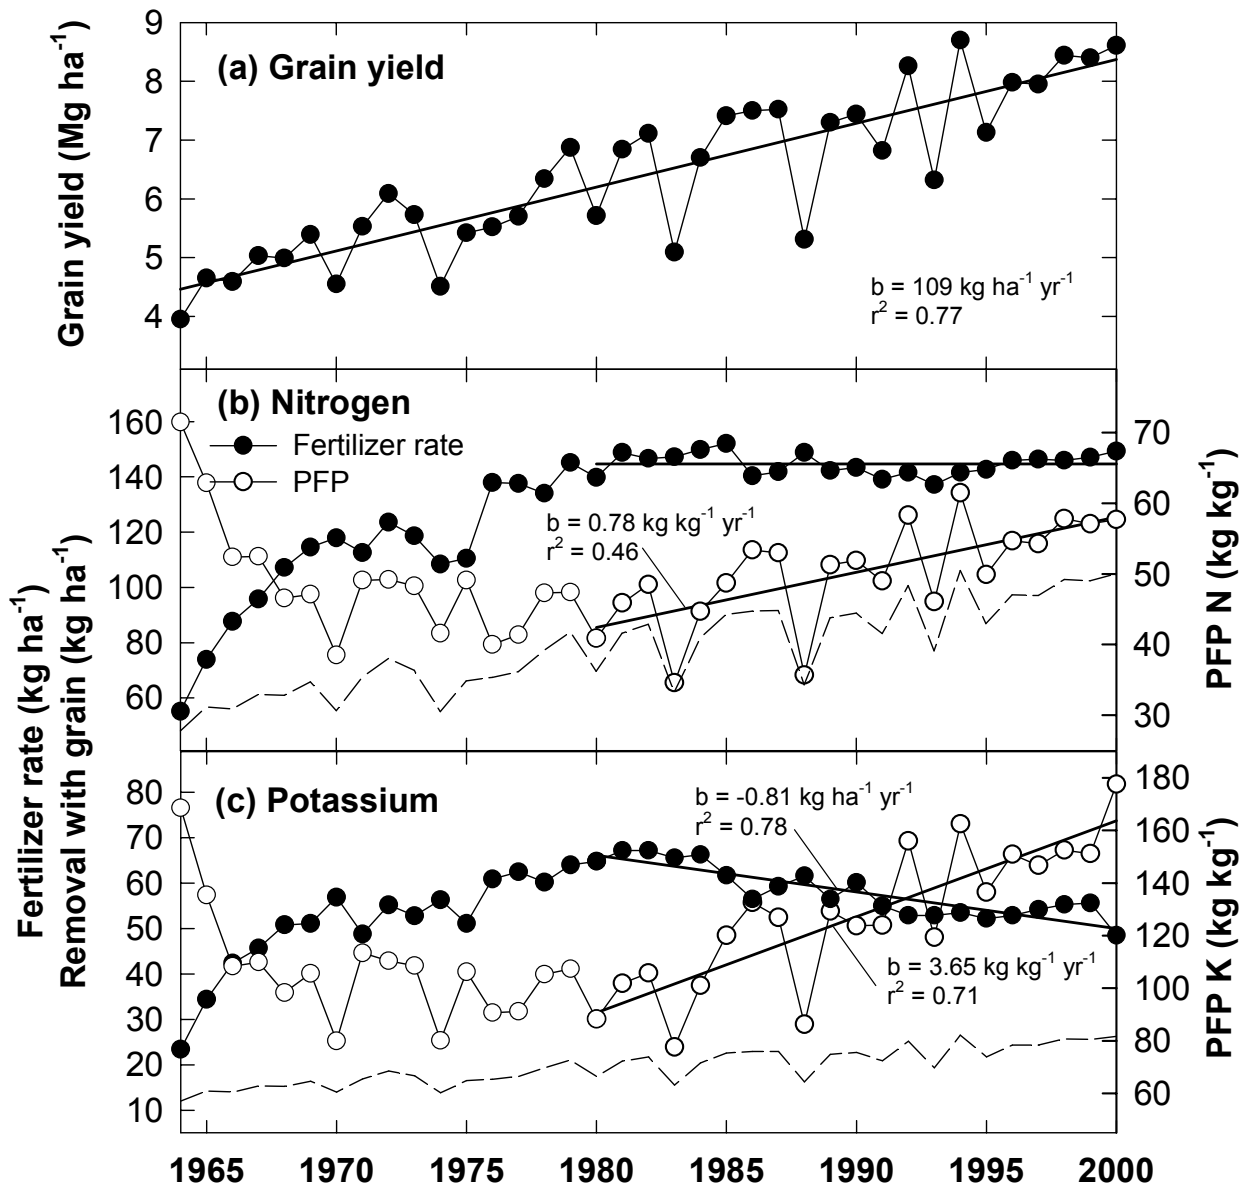 (a) Grain yield
Grain yield (Mg ha⁻¹)
9
8
7
6
5
4
b = 109 kg ha⁻¹ yr⁻¹
r² = 0.77
(b) Nitrogen
Fertilizer rate
PFP
160
140
120
100
80
60
b = 0.78 kg kg⁻¹ yr⁻¹
r² = 0.46
70
60
50
40
30
PFP N (kg kg⁻¹)
Fertilizer rate (kg ha⁻¹)
Removal with grain (kg ha⁻¹)
(c) Potassium
80
70
60
50
40
30
20
10
b = -0.81 kg ha⁻¹ yr⁻¹
r² = 0.78
b = 3.65 kg kg⁻¹ yr⁻¹
r² = 0.71
180
160
140
120
100
80
60
PFP K (kg kg⁻¹)
1965 1970 1975 1980 1985 1990 1995 2000